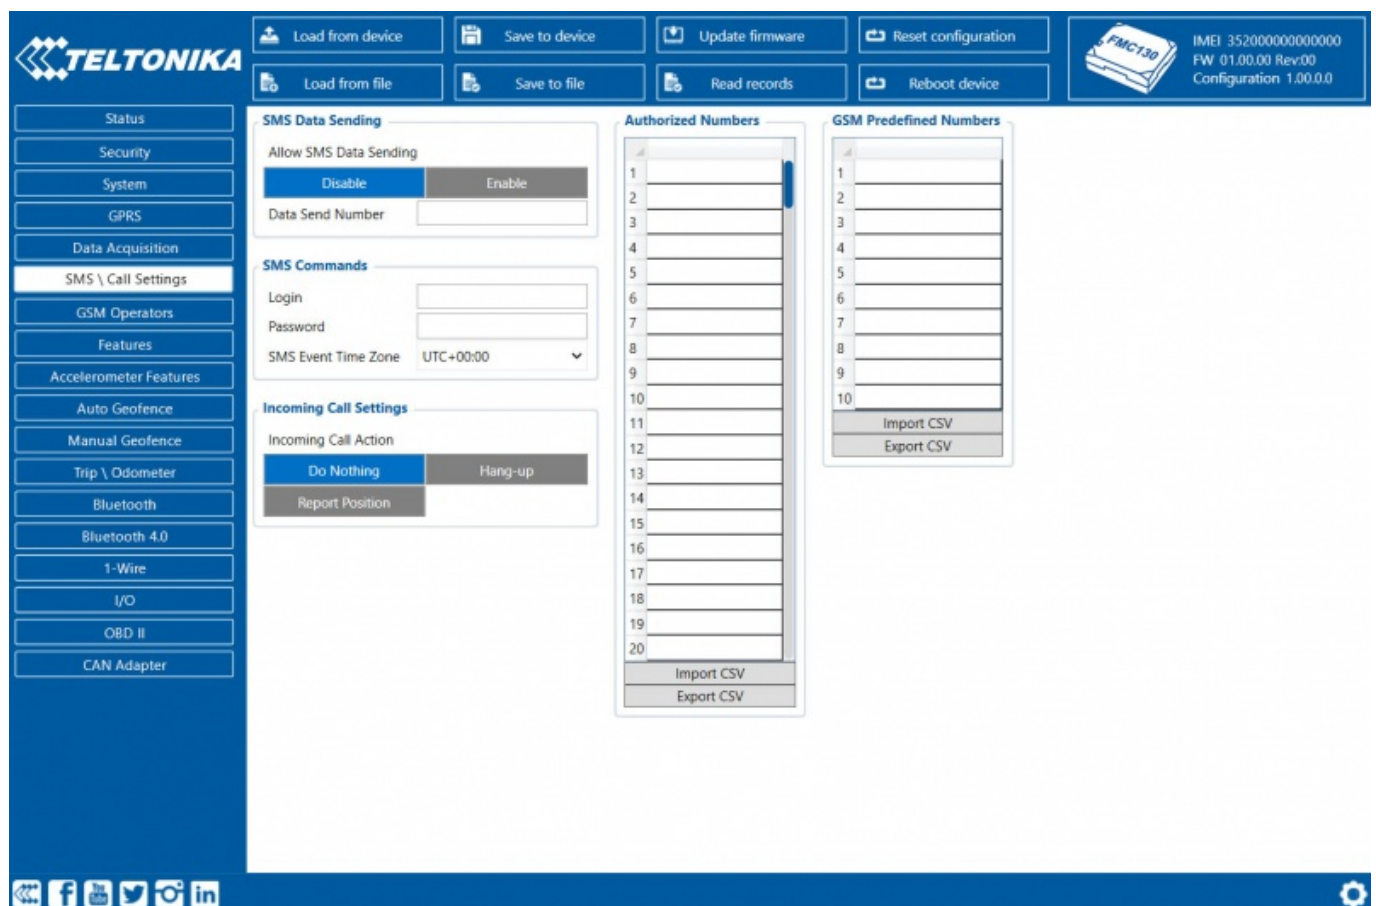 TELTONIKA
Load from device
Save to device
Update firmware
Reset configuration
Load from file
Save to file
Read records
Reboot device
FMC130
IMEI 352000000000000
FW 01.00.00 Rev:00
Configuration 1.00.0.0
Status
Security
System
GPRS
Data Acquisition
SMS \ Call Settings
GSM Operators
Features
Accelerometer Features
Auto Geofence
Manual Geofence
Trip \ Odometer
Bluetooth
Bluetooth 4.0
1-Wire
I/O
OBD II
CAN Adapter
SMS Data Sending
Allow SMS Data Sending
Disable Enable
Data Send Number
SMS Commands
Login
Password
SMS Event Time Zone UTC+00:00
Incoming Call Settings
Incoming Call Action
Do Nothing Hang-up
Report Position
Authorized Numbers
1
2
3
4
5
6
7
8
9
10
11
12
13
14
15
16
17
18
19
20
Import CSV
Export CSV
GSM Predefined Numbers
1
2
3
4
5
6
7
8
9
10
Import CSV
Export CSV
f
You
Tube
in